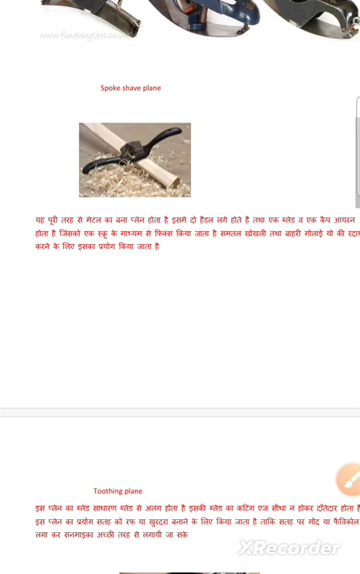 www.findmytool.co
Spoke shave plane
यह पूरी तरह से मेटल का बना प्लेन होता है इसमे दो हैंडल लगे होते है तथा एक ब्लेड व एक कैप आयरन
होता है जिसको एक स्क्रू के माध्यम से फिक्स किया जाता है समतल खोखली तथा बाहरी गोलाई यो की
करने के लिए इसका प्रयोग किया जाता है
Toothing plane
इस प्लेन का ब्लेड साधारण ब्लेड से अलग होता है इसकी ब्लेड का कटिंग एज सीधा न होकर दाँतेदार होता
इस प्लेन का प्रयोग सतह को रफ या खुरदरा बनाने के लिए किया जाता है ताकि सतह पर गोंद या फैविकोल
लगा कर सनमाइका अच्छी तरह से लगायी जा सके
XRecorder